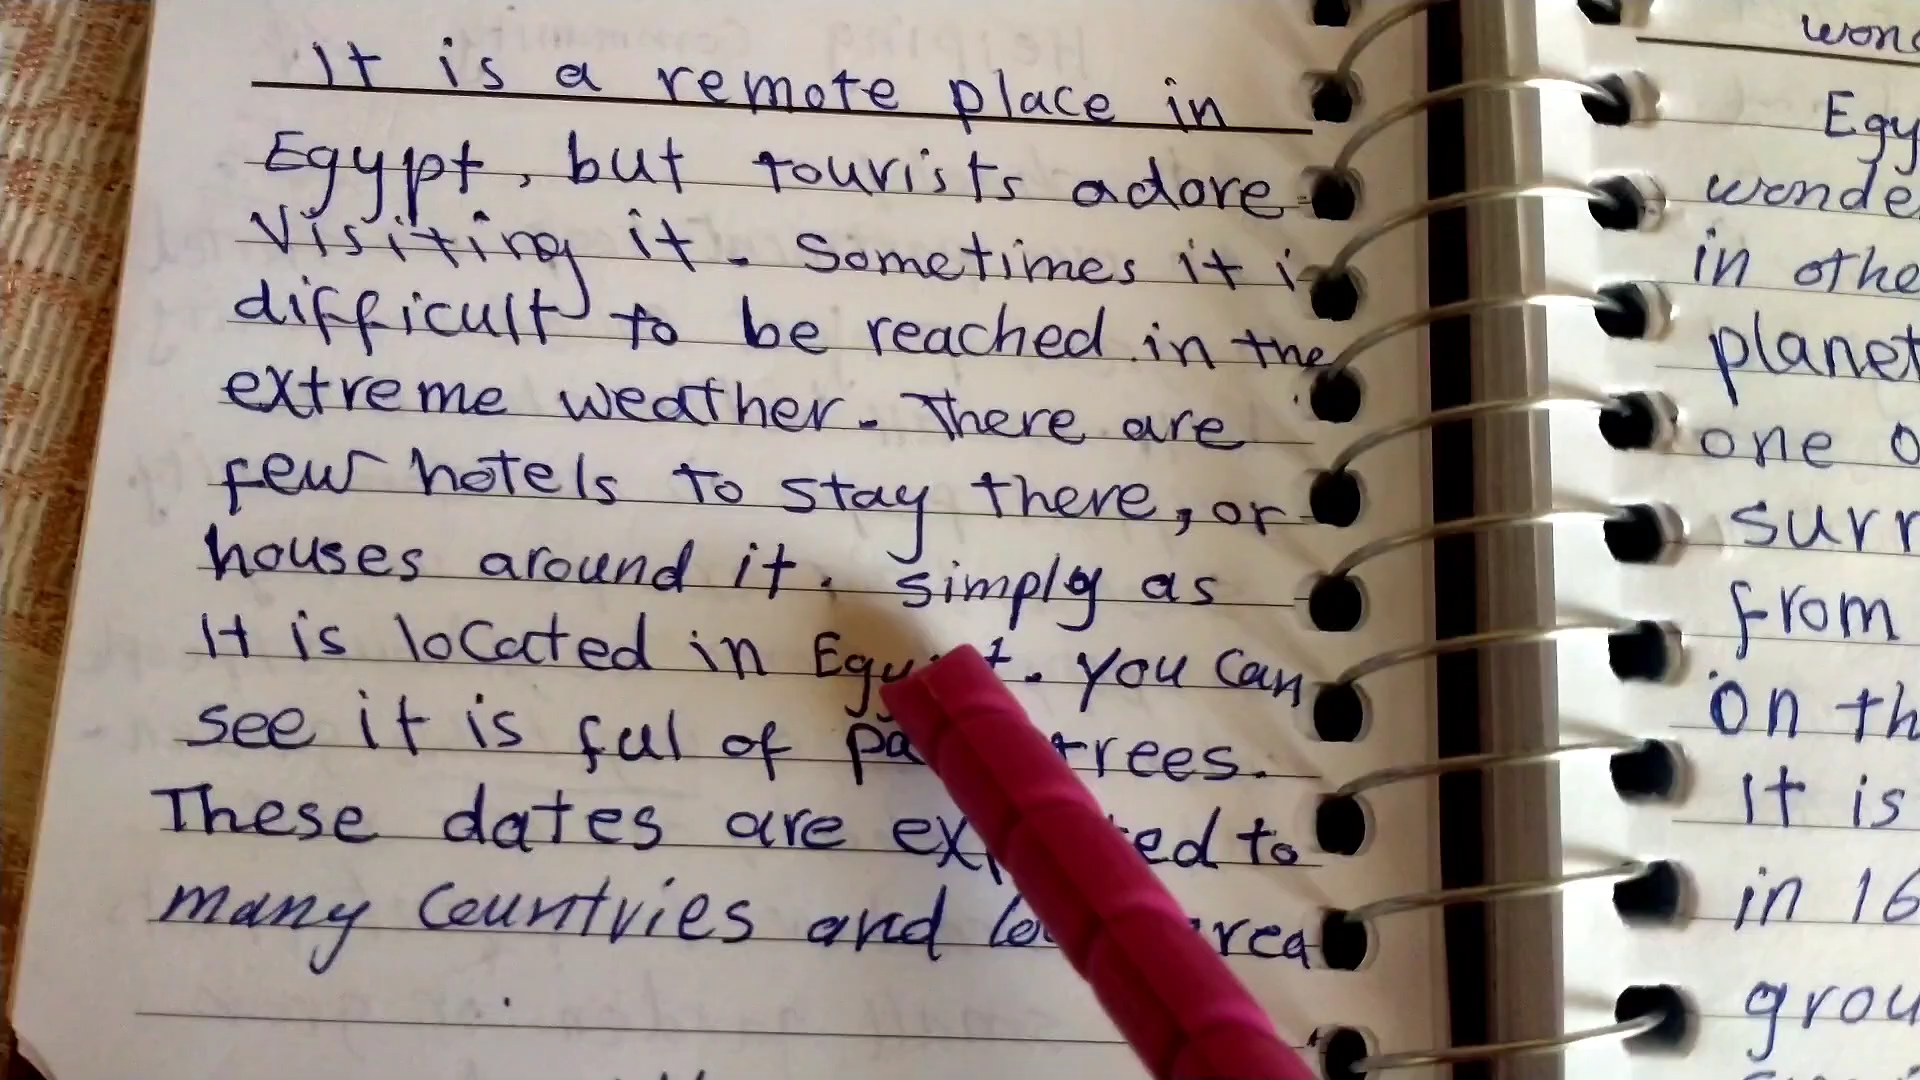 It is a remote place in
Egypt, but tourists adore
Visiting it. Sometimes it i
difficult to be reached in the
extreme weather. There are
few hotels to stay there, or
houses around it. Simply as
It is located in. You can
see it is ful of trees.
These dates are to
many Countries and
won
Egy
wonde
in othe
planet
one o
surr
from
on th
It is
in 16
grou